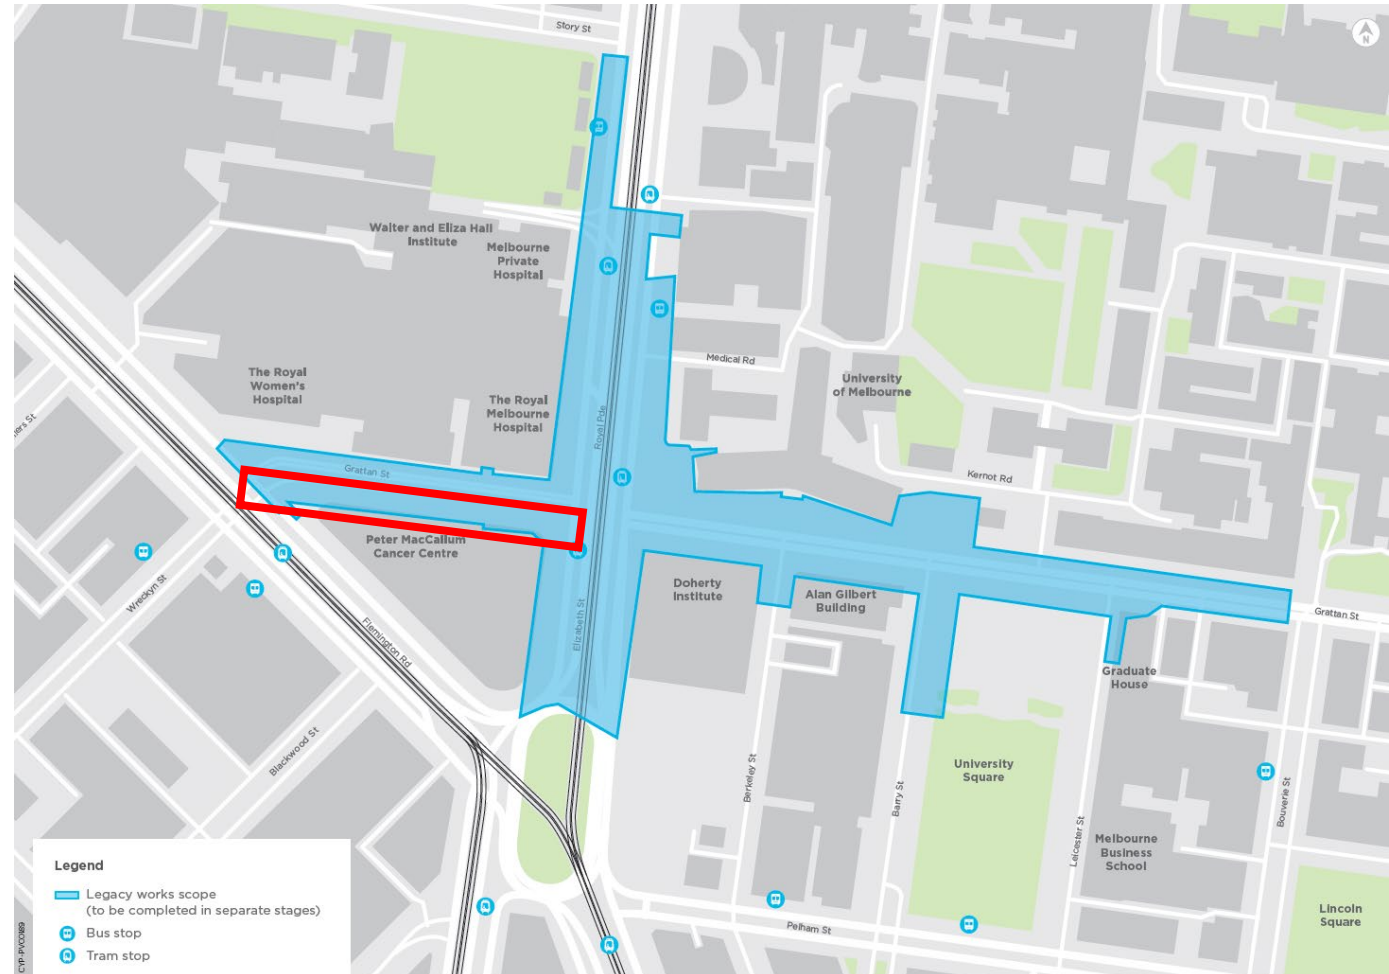 Story St
N
Walter and Eliza Hall
Institute
Melbourne
Private
Hospital
Medical Rd
The Royal
Women's
Hospital
The Royal
Melbourne
Hospital
University
of Melbourne
Royal Pde
ers St
Grattan St
Kernot Rd
Peter MacCallum
Cancer Centre
Doherty
Institute
Alan Gilbert
Building
Grattan St
Wreckyn St
Flemington Rd
Elizabeth St
Graduate
House
Blackwood St
Berkeley St
Barry St
University
Square
Leicester St
Bouverie St
Melbourne
Business
School
Lincoln
Square
Pelham St
Legend
Legacy works scope
(to be completed in separate stages)
Bus stop
Tram stop
CYP-PVCO189